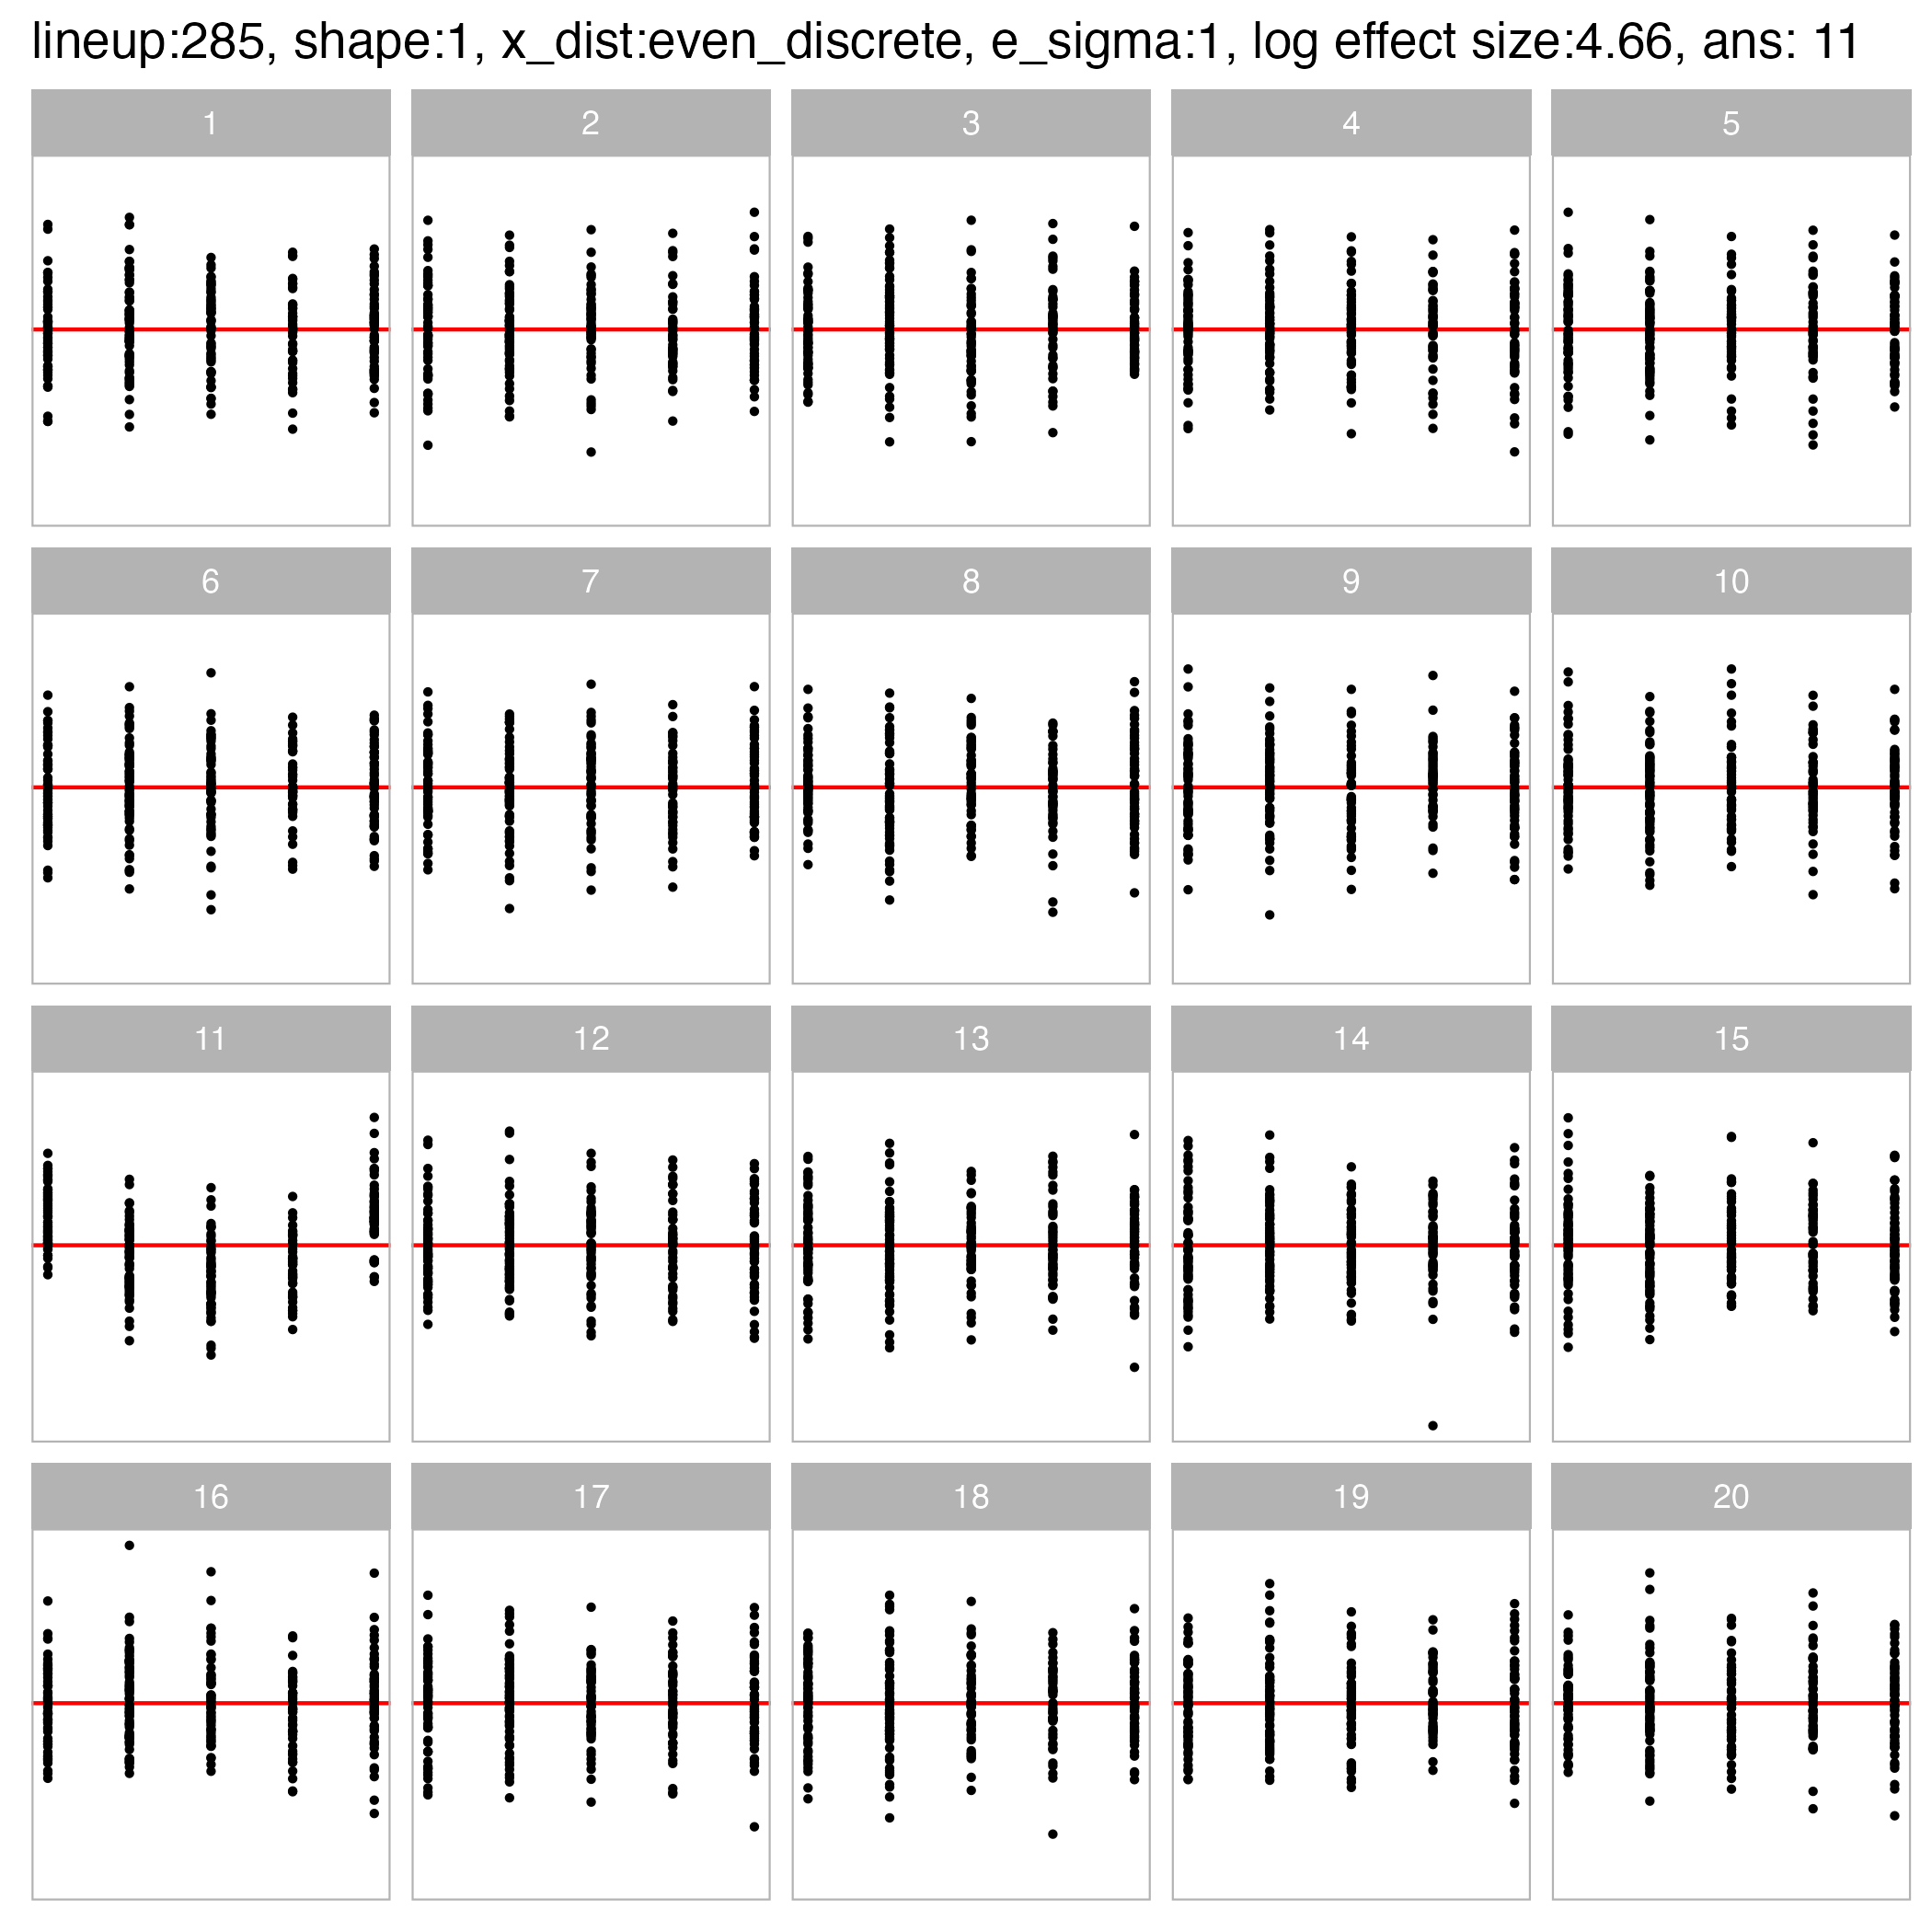 lineup:285, shape:1, x_dist:even_discrete, e_sigma:1, log effect size:4.66, ans: 11
1 2 3 4 5
6 7 8 9 10
11 12 13 14 15
16 17 18 19 20